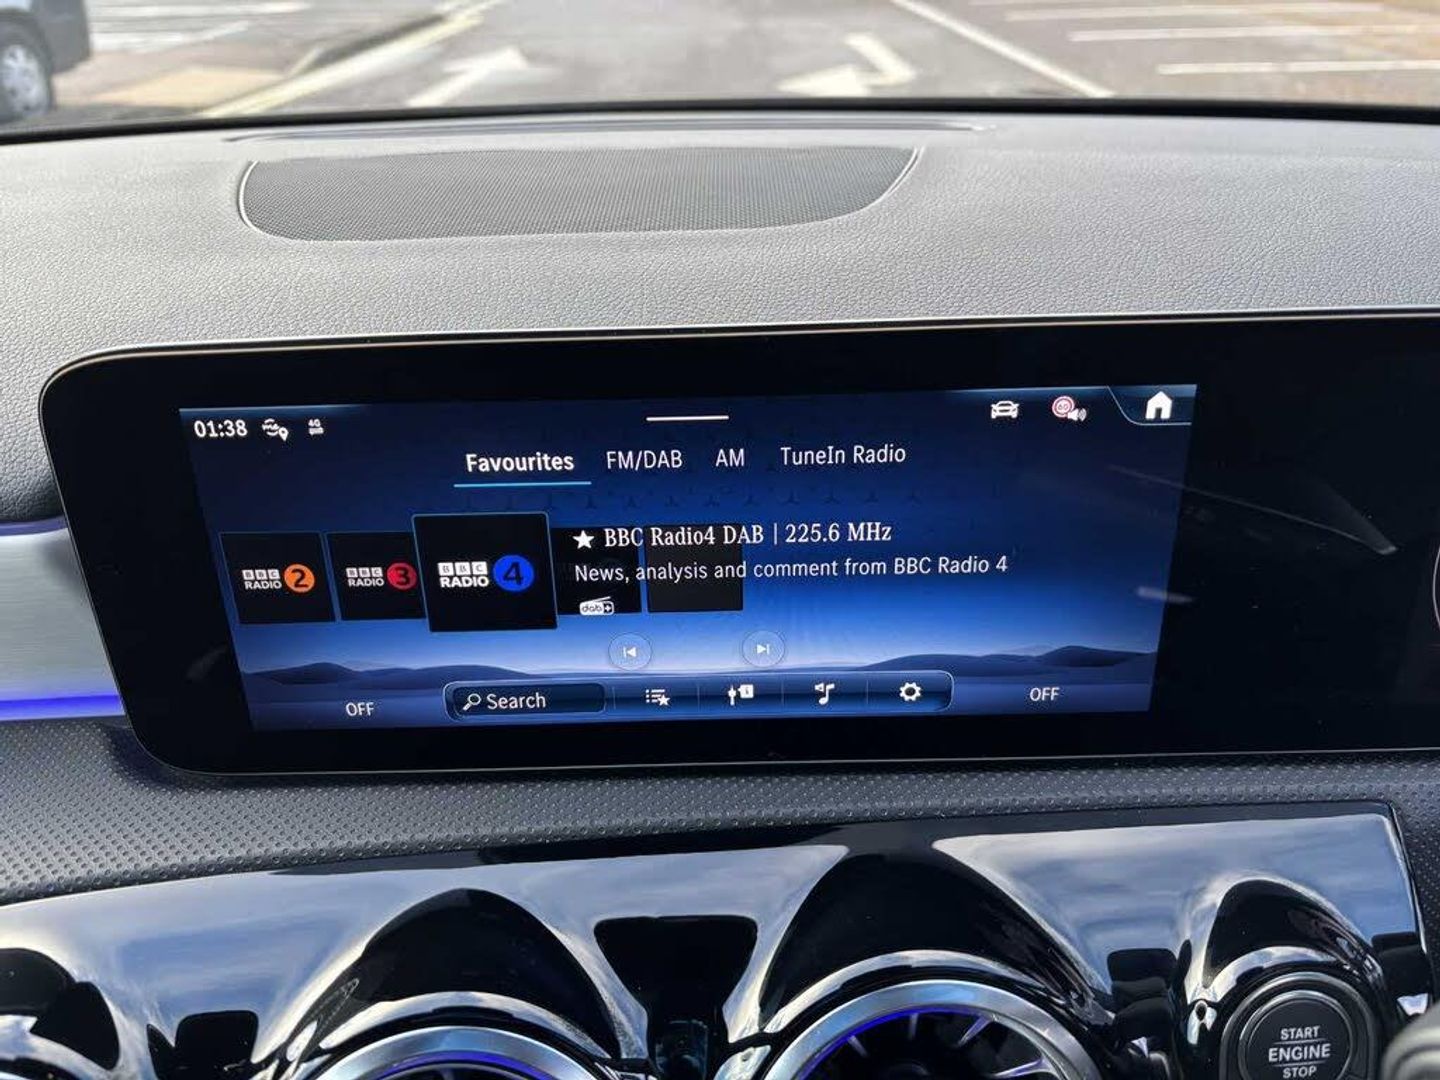 01:38 4G 60
Favourites FM/DAB AM TuneIn Radio
BBC RADIO 2 BBC RADIO 3 BBC RADIO 4
BBC Radio4 DAB | 225.6 MHz
News, analysis and comment from BBC Radio 4
dab+
OFF Search OFF
START
ENGINE
STOP